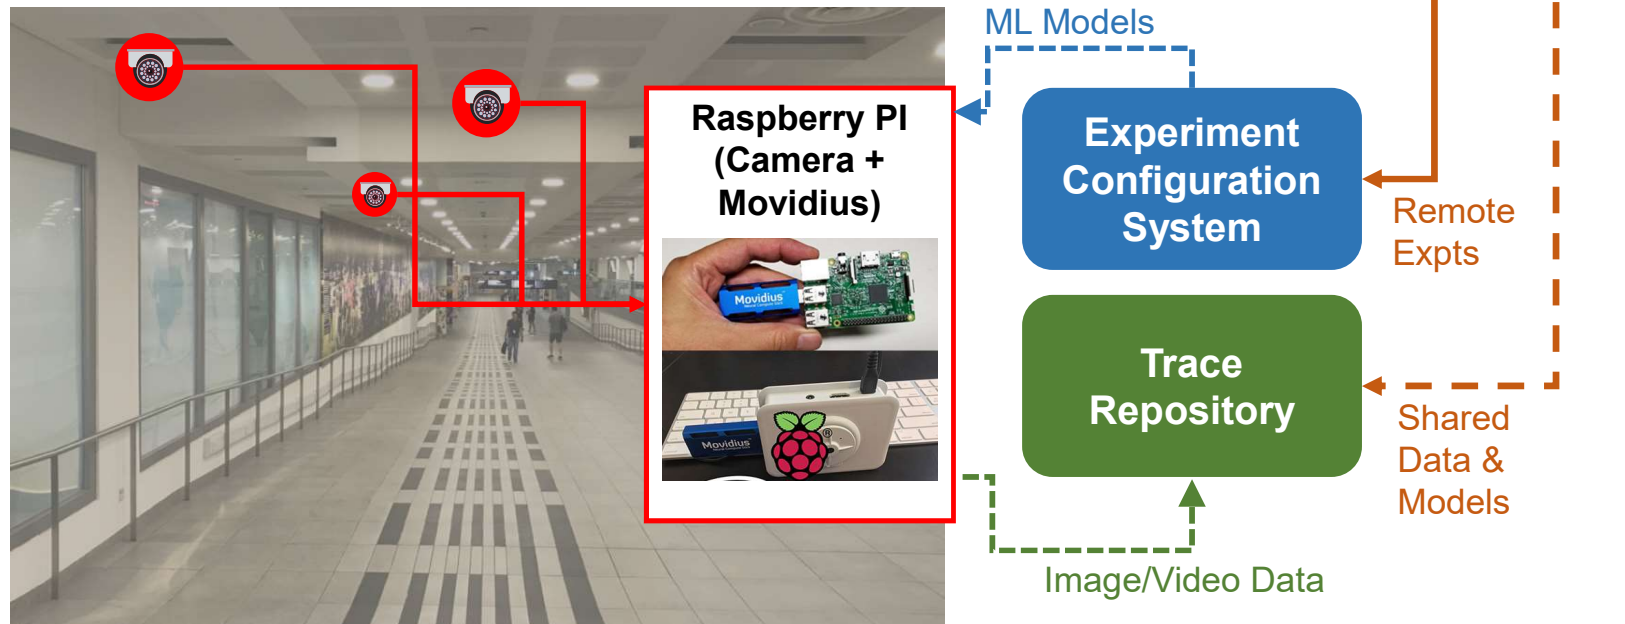 ML Models
Raspberry PI
(Camera +
Movidius)
Experiment
Configuration
System
Remote
Expts
Movidius
Trace
Repository
Movidius
®
Shared
Data &
Models
Image/Video Data